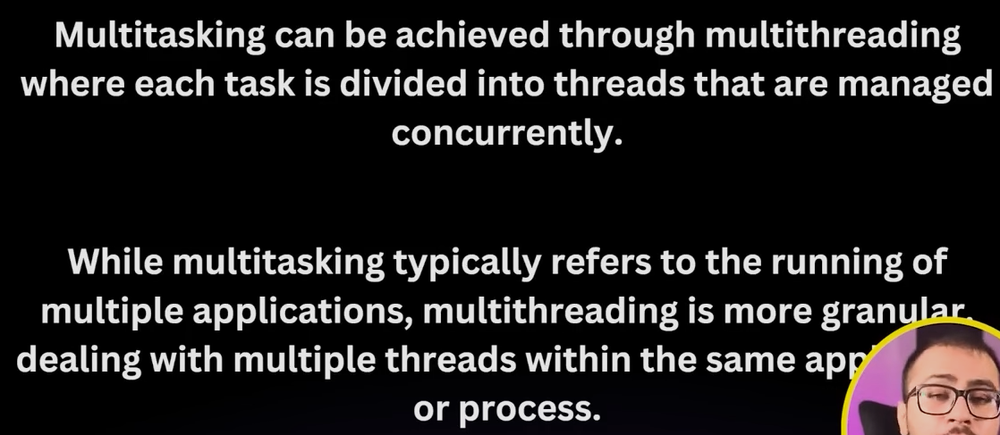 Multitasking can be achieved through multithreading
where each task is divided into threads that are managed
concurrently.
While multitasking typically refers to the running of
multiple applications, multithreading is more granular,
dealing with multiple threads within the same
or process.